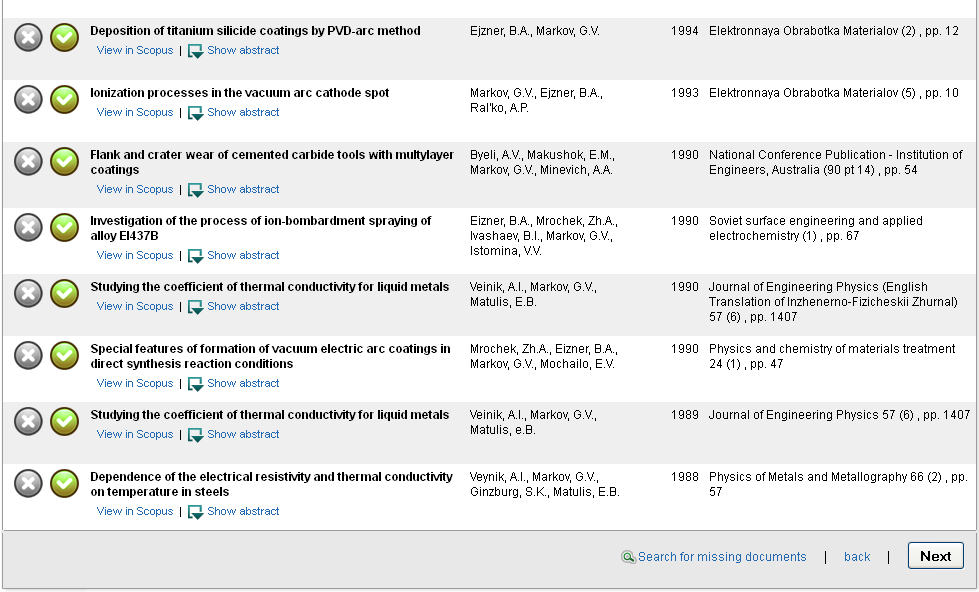 Deposition of titanium silicide coatings by PVD-arc method Ejzner, B.A., Markov, G.V. 1994 Elektronnaya Obrabotka Materialov (2) , pp. 12
View in Scopus | Show abstract
Ionization processes in the vacuum arc cathode spot Markov, G.V., Ejzner, B.A., 1993 Elektronnaya Obrabotka Materialov (5) , pp. 10
Ral'ko, A.P.
View in Scopus | Show abstract
Flank and crater wear of cemented carbide tools with multylayer Byeli, A.V., Makushok, E.M., 1990 National Conference Publication - Institution of
coatings Markov, G.V., Minevich, A.A. Engineers, Australia (90 pt 14) , pp. 54
View in Scopus | Show abstract
Investigation of the process of ion-bombardment spraying of Eizner, B.A., Mrochek, Zh.A., 1990 Soviet surface engineering and applied
alloy EI437B Ivashaev, B.I., Markov, G.V., electrochemistry (1) , pp. 67
Istomina, V.V.
View in Scopus | Show abstract
Studying the coefficient of thermal conductivity for liquid metals Veinik, A.I., Markov, G.V., 1990 Journal of Engineering Physics (English
Matulis, E.B. Translation of Inzhenerno-Fizicheskii Zhurnal)
View in Scopus | Show abstract 57 (6) , pp. 1407
Special features of formation of vacuum electric arc coatings in Mrochek, Zh.A., Eizner, B.A., 1990 Physics and chemistry of materials treatment
direct synthesis reaction conditions Markov, G.V., Mochailo, E.V. 24 (1) , pp. 47
View in Scopus | Show abstract
Studying the coefficient of thermal conductivity for liquid metals Veinik, A.I., Markov, G.V., 1989 Journal of Engineering Physics 57 (6) , pp. 1407
Matulis, e.B.
View in Scopus | Show abstract
Dependence of the electrical resistivity and thermal conductivity Veynik, A.I., Markov, G.V., 1988 Physics of Metals and Metallography 66 (2) , pp.
on temperature in steels Ginzburg, S.K., Matulis, E.B. 57
View in Scopus | Show abstract
Search for missing documents | back | Next